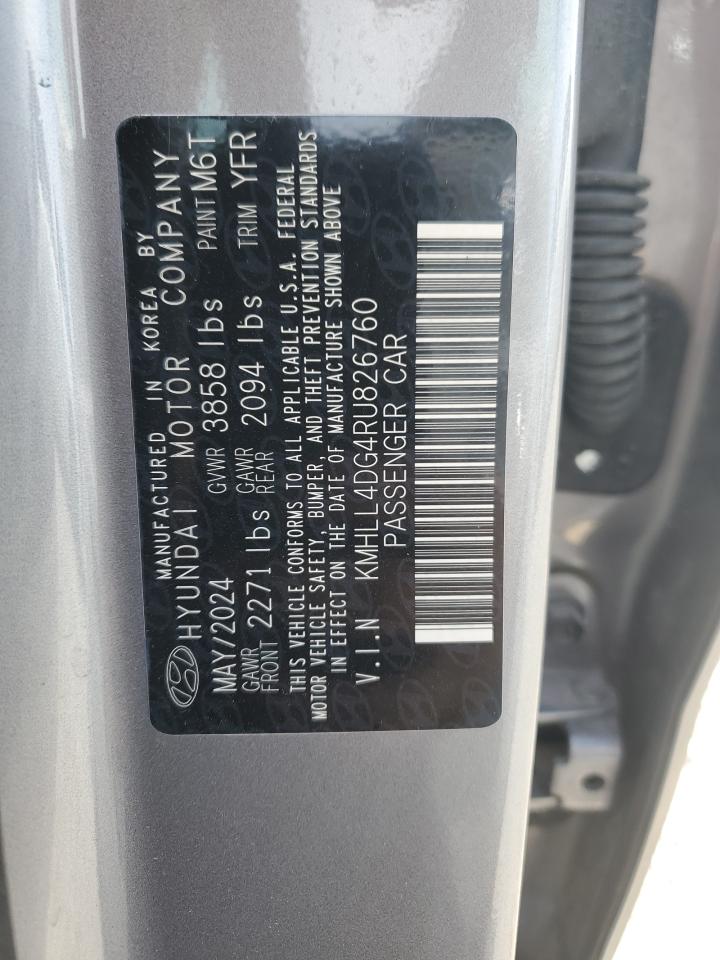 MANUFACTURED IN KOREA BY
HYUNDAI MOTOR COMPANY
MAY/2024 GVWR 3858 lbs PAINT M6T
GAWR FRONT 2271 lbs GAWR REAR 2094 lbs TRIM YFR
THIS VEHICLE CONFORMS TO ALL APPLICABLE U.S.A. FEDERAL
MOTOR VEHICLE SAFETY, BUMPER, AND THEFT PREVENTION STANDARDS
IN EFFECT ON THE DATE OF MANUFACTURE SHOWN ABOVE
V.I.N KMHLL4DG4RU826760
PASSENGER CAR